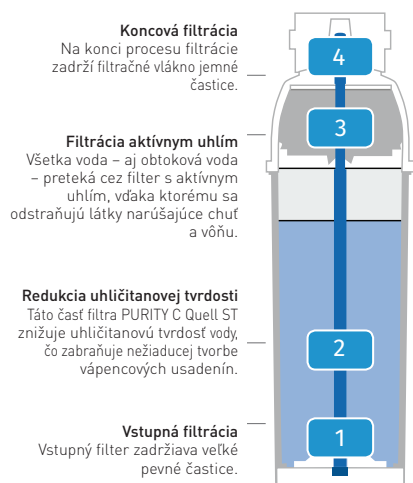 Koncová filtrácia
Na konci procesu filtrácie
zadrží filtračné vlákno jemné
častice.
4
Filtrácia aktívnym uhlím
Všetka voda – aj obtoková voda
– preteká cez filter s aktívnym
uhlím, vďaka ktorému sa
odstraňujú látky narúšajúce chuť
a vôňu.
3
Redukcia uhličitanovej tvrdosti
Táto časť filtra PURITY C Quell ST
znižuje uhličitanovú tvrdosť vody,
čo zabraňuje nežiaducej tvorbe
vápencových usadenín.
2
Vstupná filtrácia
Vstupný filter zadržiava veľké
pevné častice.
1